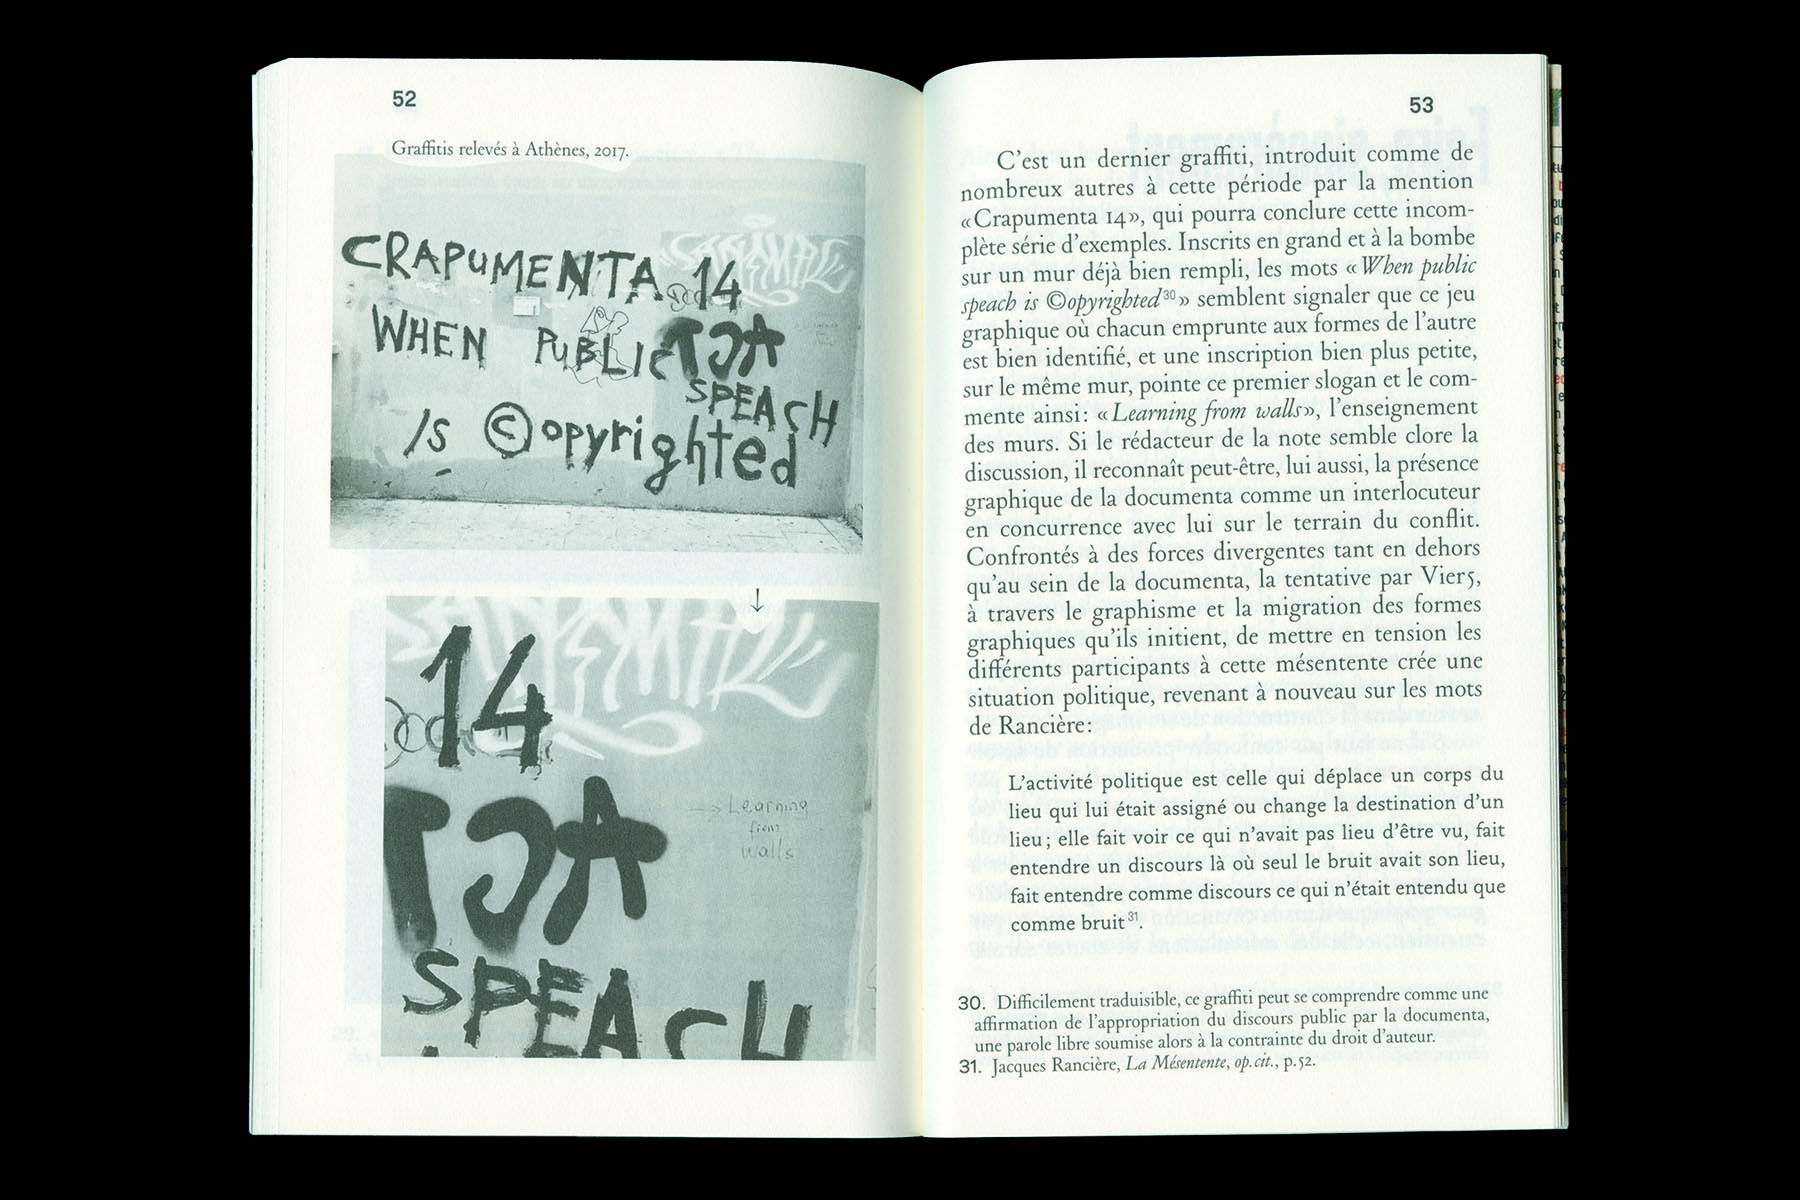 52
Graffitis relevés à Athènes, 2017.
CRAPUMENTA 14
WHEN PUBLIC
SPEACH
IS ©opyrighted
↓
14
SPEACH
→ Learning
from
walls
53
C’est un dernier graffiti, introduit comme de
nombreux autres à cette période par la mention
«Crapumenta 14», qui pourra conclure cette incom-
plète série d’exemples. Inscrits en grand et à la bombe
sur un mur déjà bien rempli, les mots «When public
speach is ©opyrighted³⁰» semblent signaler que ce jeu
graphique où chacun emprunte aux formes de l’autre
est bien identifié, et une inscription bien plus petite,
sur le même mur, pointe ce premier slogan et le com-
mente ainsi: «Learning from walls», l’enseignement
des murs. Si le rédacteur de la note semble clore la
discussion, il reconnaît peut-être, lui aussi, la présence
graphique de la documenta comme un interlocuteur
en concurrence avec lui sur le terrain du conflit.
Confrontés à des forces divergentes tant en dehors
qu’au sein de la documenta, la tentative par Vier5,
à travers le graphisme et la migration des formes
graphiques qu’ils initient, de mettre en tension les
différents participants à cette mésentente crée une
situation politique, revenant à nouveau sur les mots
de Rancière:
L’activité politique est celle qui déplace un corps du
lieu qui lui était assigné ou change la destination d’un
lieu; elle fait voir ce qui n’avait pas lieu d’être vu, fait
entendre un discours là où seul le bruit avait son lieu,
fait entendre comme discours ce qui n’était entendu que
comme bruit³¹.
30. Difficilement traduisible, ce graffiti peut se comprendre comme une
affirmation de l’appropriation du discours public par la documenta,
une parole libre soumise alors à la contrainte du droit d’auteur.
31. Jacques Rancière, La Mésentente, op. cit., p. 52.